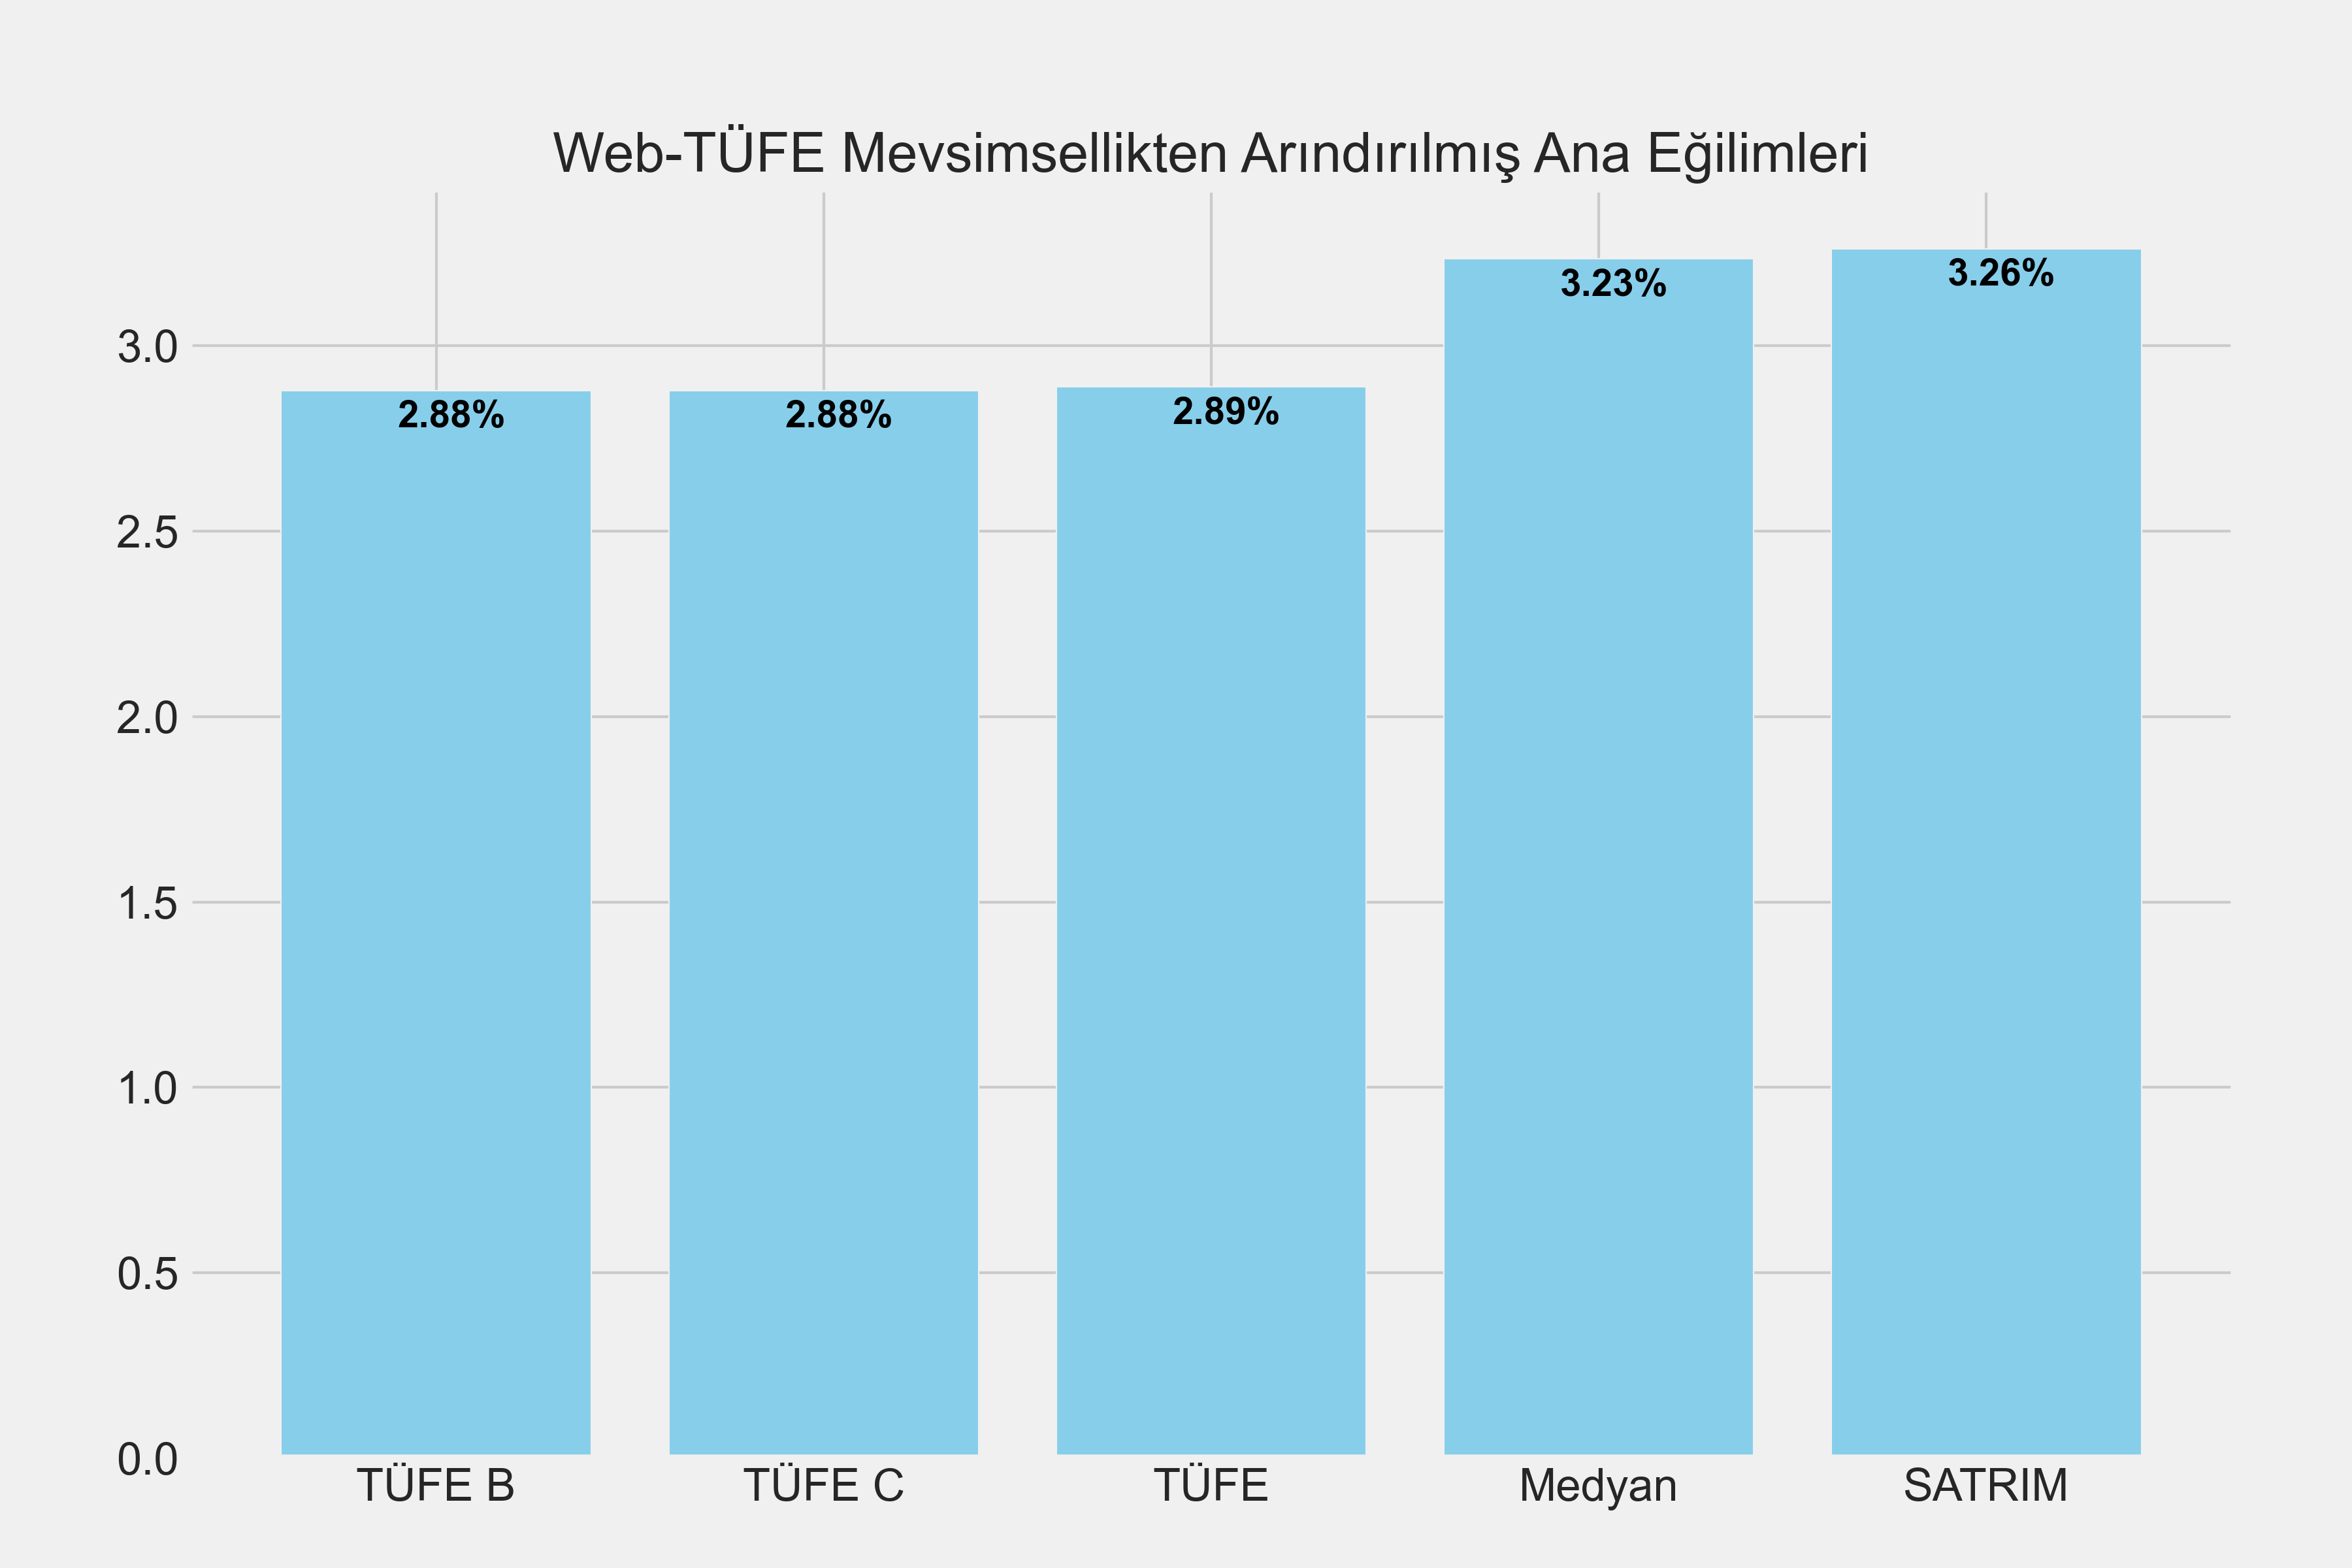 Web-TÜFE Mevsimsellikten Arındırılmış Ana Eğilimleri
3.26%
3.23%
3.0
2.89%
2.88%
2.88%
2.5
2.0
1.5
1.0
0.5
0.0
TÜFE B
TÜFE C
TÜFE
Medyan
SATRIM